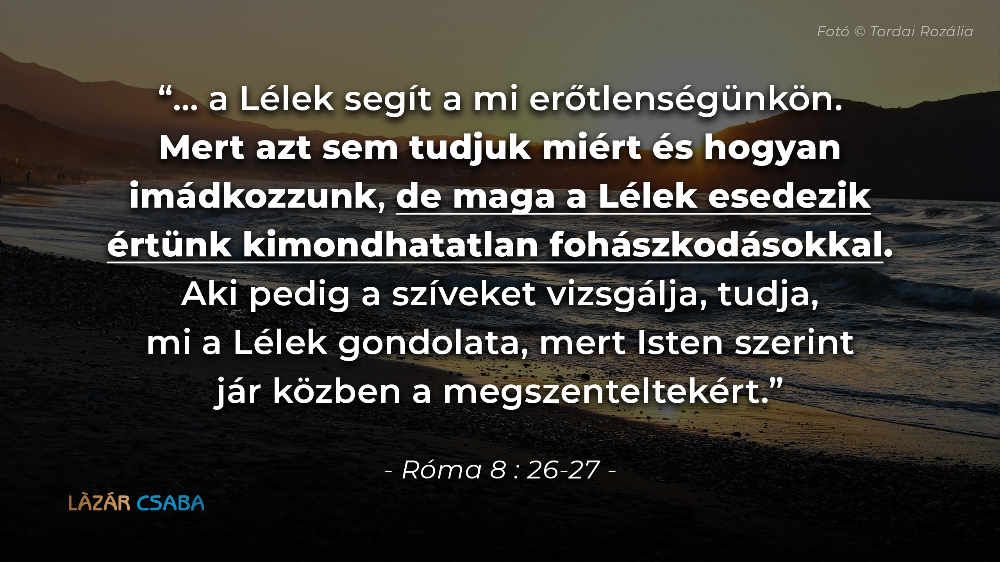 Fotó © Tordai Rozália
“... a Lélek segít a mi erőtlenségünkön.
Mert azt sem tudjuk miért és hogyan
imádkozzunk, de maga a Lélek esedezik
értünk kimondhatatlan fohászkodásokkal.
Aki pedig a szíveket vizsgálja, tudja,
mi a Lélek gondolata, mert Isten szerint
jár közben a megszenteltekért.”
- Róma 8 : 26-27 -
LÀZÁR CSABA